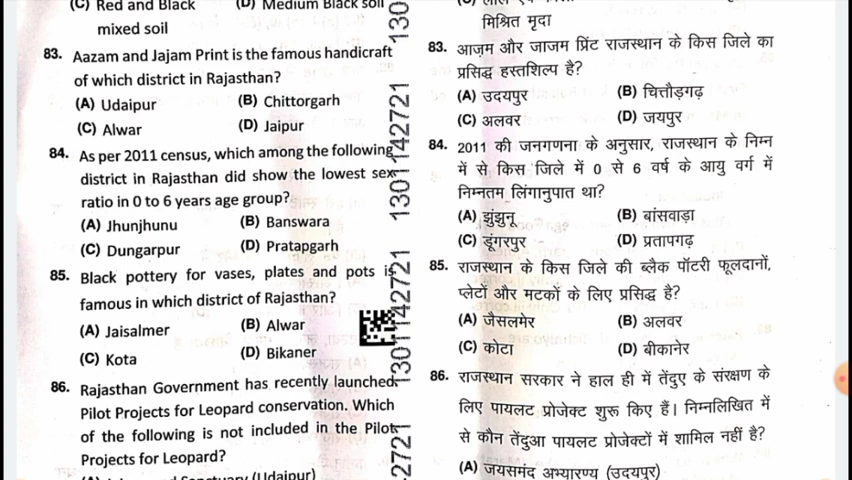 (C) Red and Black
(D) Medium Black soil
mixed soil
83. Aazam and Jajam Print is the famous handicraft
of which district in Rajasthan?
(A) Udaipur
(B) Chittorgarh
(C) Alwar
(D) Jaipur
84. As per 2011 census, which among the following
district in Rajasthan did show the lowest sex
ratio in 0 to 6 years age group?
(A) Jhunjhunu
(B) Banswara
(C) Dungarpur
(D) Pratapgarh
85. Black pottery for vases, plates and pots is
famous in which district of Rajasthan?
(A) Jaisalmer
(B) Alwar
(C) Kota
(D) Bikaner
86. Rajasthan Government has recently launched
Pilot Projects for Leopard conservation. Which
of the following is not included in the Pilot
Projects for Leopard?
(Udaipur)
130
1301142721
1301142721
2721
मिश्रित मृदा
83. आज़म और जाजम प्रिंट राजस्थान के किस जिले का
प्रसिद्ध हस्तशिल्प है?
(A) उदयपुर
(B) चित्तौड़गढ़
(C) अलवर
(D) जयपुर
84. 2011 की जनगणना के अनुसार, राजस्थान के निम्न
में से किस जिले में 0 से 6 वर्ष के आयु वर्ग में
निम्नतम लिंगानुपात था?
(A) झुंझुनू
(B) बांसवाड़ा
(C) डूंगरपुर
(D) प्रतापगढ़
85. राजस्थान के किस जिले की ब्लैक पॉटरी फूलदानों,
प्लेटों और मटकों के लिए प्रसिद्ध है?
(A) जैसलमेर
(B) अलवर
(C) कोटा
(D) बीकानेर
86. राजस्थान सरकार ने हाल ही में तेंदुए के संरक्षण के
लिए पायलट प्रोजेक्ट शुरू किए हैं। निम्नलिखित में
से कौन तेंदुआ पायलट प्रोजेक्टों में शामिल नहीं है?
(A) जयसमंद अभ्यारण्य (उदयपुर)